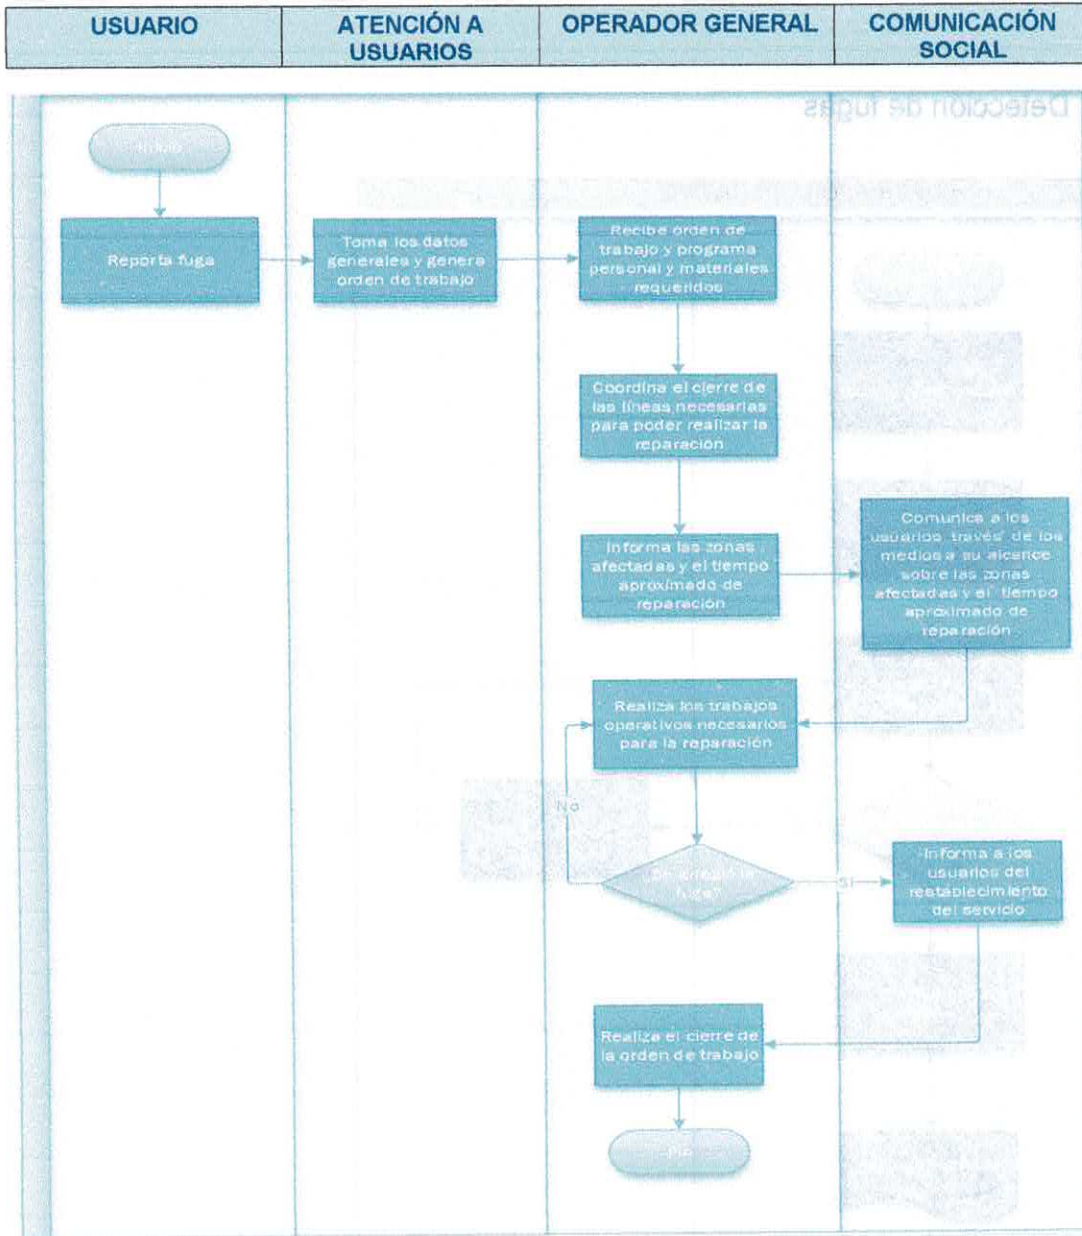 USUARIO
ATENCIÓN A
USUARIOS
OPERADOR GENERAL
COMUNICACIÓN
SOCIAL
Detección de fugas
Inicio
Reporta fuga
Toma los datos
generales y genera
orden de trabajo
Recibe orden de
trabajo y programa
personal y materiales
requeridos
Coordina el cierre de
las líneas necesarias
para poder realizar la
reparación
Informa las zonas
afectadas y el tiempo
aproximado de
reparación
Comunica a los
usuarios través de los
medios a su alcance
sobre las zonas
afectadas y el tiempo
aproximado de
reparación
Realiza los trabajos
operativos necesarios
para la reparación
No
la
fuga?
Si
Informa a los
usuarios del
restablecimiento
del servicio
Realiza el cierre de
la orden de trabajo
Fin